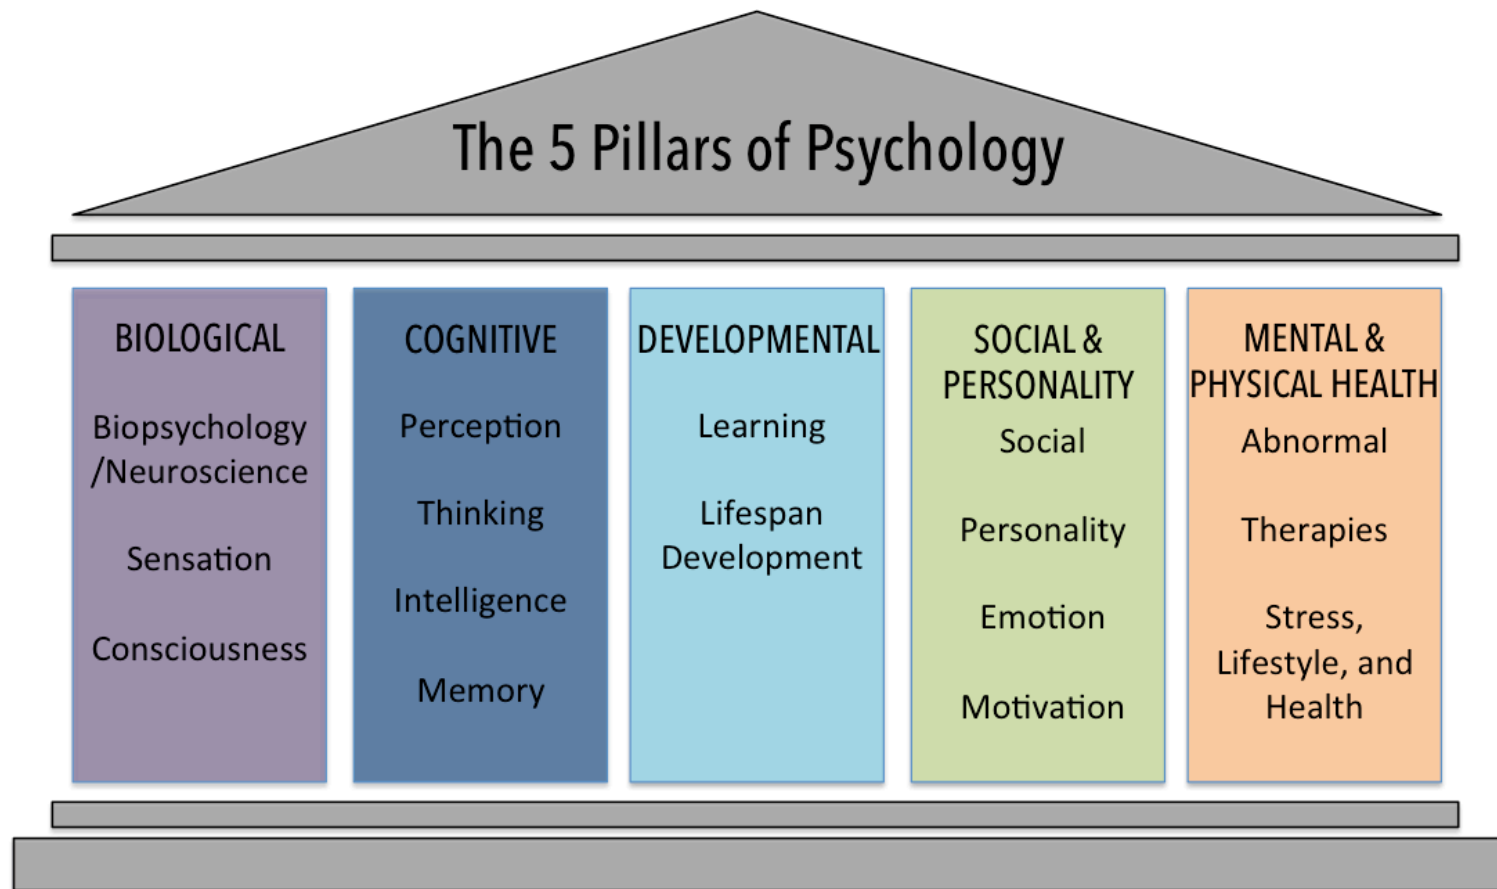 The 5 Pillars of Psychology
BIOLOGICAL
Biopsychology
/Neuroscience
Sensation
Consciousness
COGNITIVE
Perception
Thinking
Intelligence
Memory
DEVELOPMENTAL
Learning
Lifespan
Development
SOCIAL &
PERSONALITY
Social
Personality
Emotion
Motivation
MENTAL &
PHYSICAL HEALTH
Abnormal
Therapies
Stress,
Lifestyle, and
Health